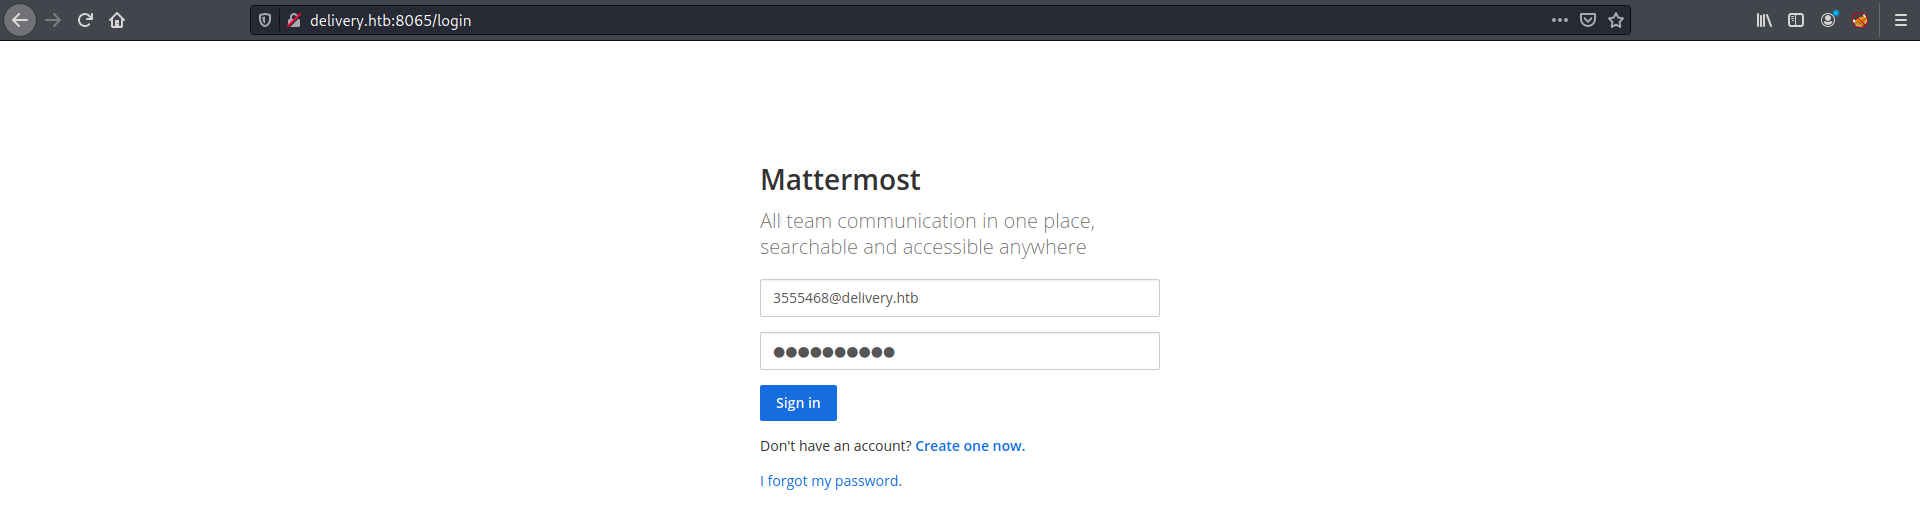 delivery.htb:8065/login
Mattermost
All team communication in one place,
searchable and accessible anywhere
3555468@delivery.htb
●●●●●●●●●●
Sign in
Don't have an account? Create one now.
I forgot my password.